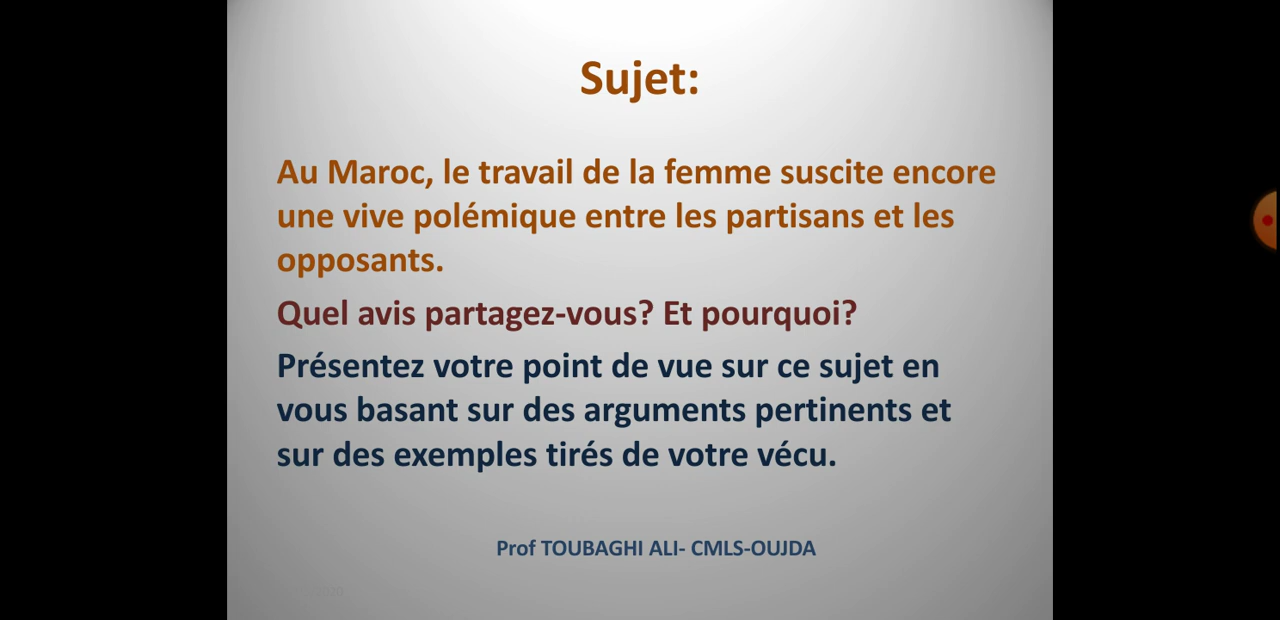 Sujet:
Au Maroc, le travail de la femme suscite encore
une vive polémique entre les partisans et les
opposants.
Quel avis partagez-vous? Et pourquoi?
Présentez votre point de vue sur ce sujet en
vous basant sur des arguments pertinents et
sur des exemples tirés de votre vécu.
Prof TOUBAGHI ALI- CMLS-OUJDA